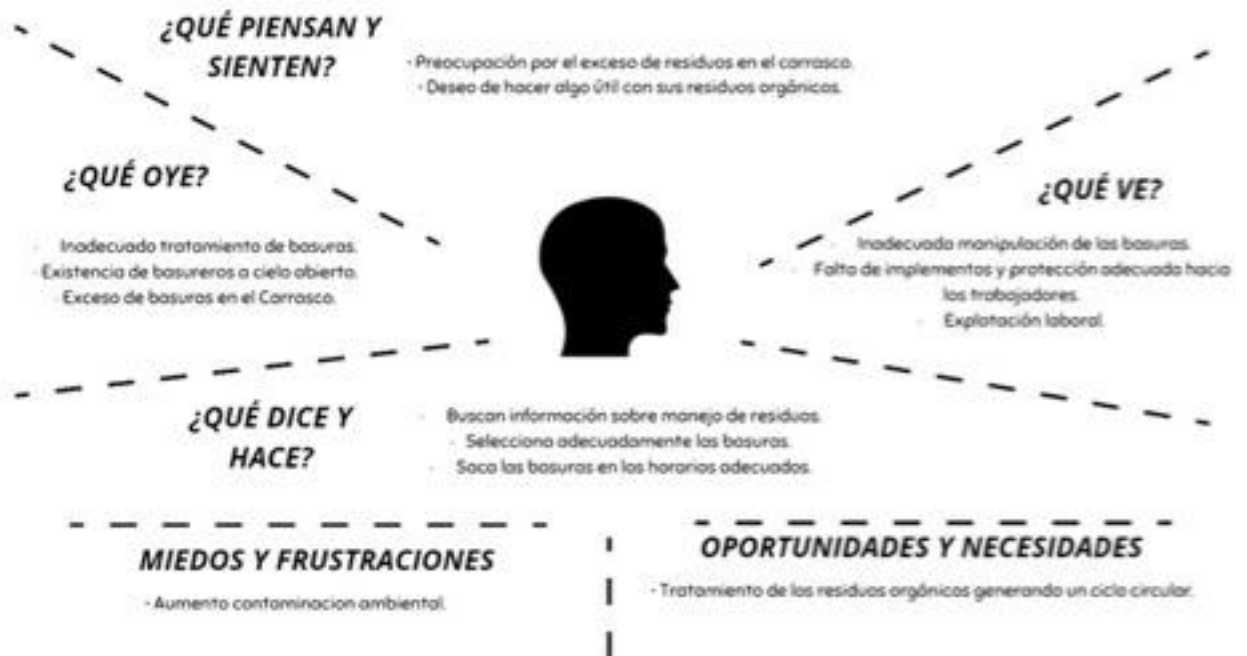 ¿QUÉ PIENSAN Y
SIENTEN?
· Preocupación por el exceso de residuos en el carrasco.
· Deseo de hacer algo útil con sus residuos orgánicos.
¿QUÉ OYE?
· Inadecuado tratamiento de basuras.
· Existencia de basureros a cielo abierto.
· Exceso de basuras en el Carrasco.
¿QUÉ VE?
· Inadecuada manipulación de las basuras.
· Falta de implementos y protección adecuada hacia
los trabajadores.
· Explotación laboral.
¿QUÉ DICE Y
HACE?
· Buscan información sobre manejo de residuos.
· Selecciona adecuadamente las basuras.
· Saca las basuras en los horarios adecuados.
MIEDOS Y FRUSTRACIONES
· Aumento contaminacion ambiental.
OPORTUNIDADES Y NECESIDADES
· Tratamiento de los residuos orgánicos generando un ciclo circular.